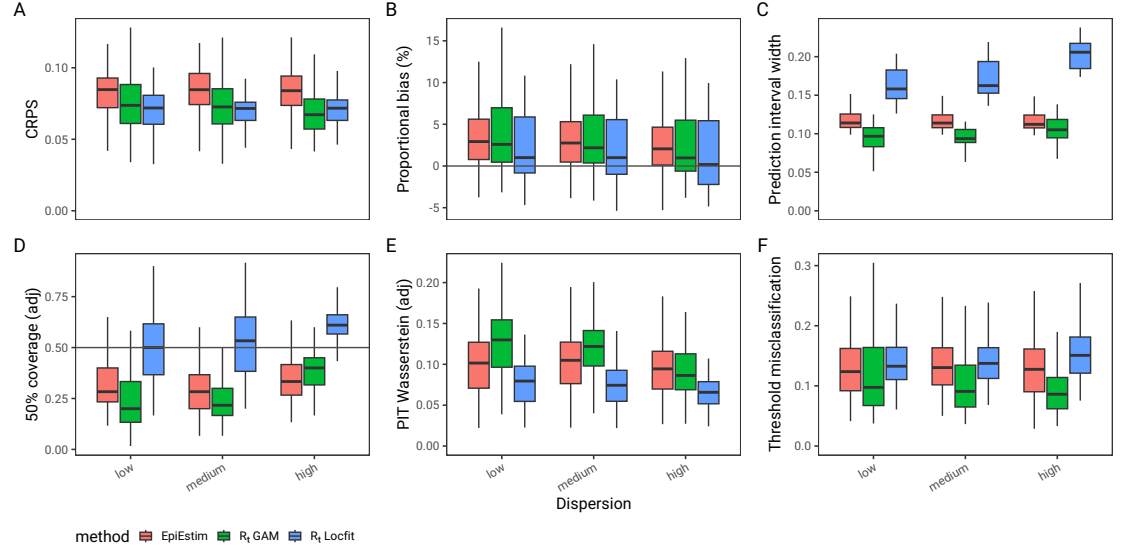 A
CRPS
0.10
0.05
0.00
B
Proportional bias (%)
15
10
5
0
-5
C
Prediction interval width
0.20
0.15
0.10
0.05
0.00
D
50% coverage (adj)
0.75
0.50
0.25
0.00
low
medium
high
E
PIT Wasserstein (adj)
0.20
0.15
0.10
0.05
0.00
low
medium
high
F
Threshold misclassification
0.3
0.2
0.1
0.0
low
medium
high
Dispersion
method EpiEstim Rt GAM Rt Locfit